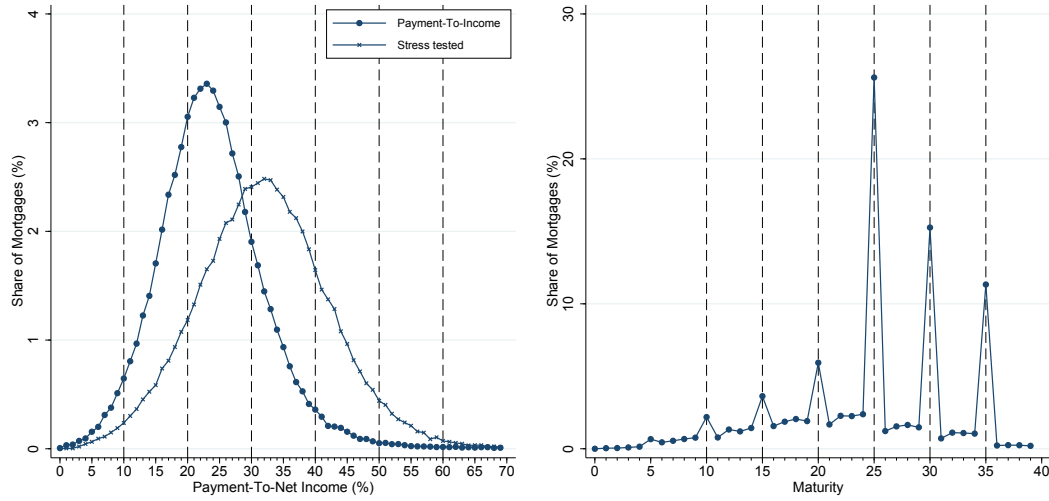 Share of Mortgages (%)
4
3
2
1
0
Payment-To-Income
Stress tested
0 5 10 15 20 25 30 35 40 45 50 55 60 65 70
Payment-To-Net Income (%)
Share of Mortgages (%)
30
20
10
0
0 5 10 15 20 25 30 35 40
Maturity